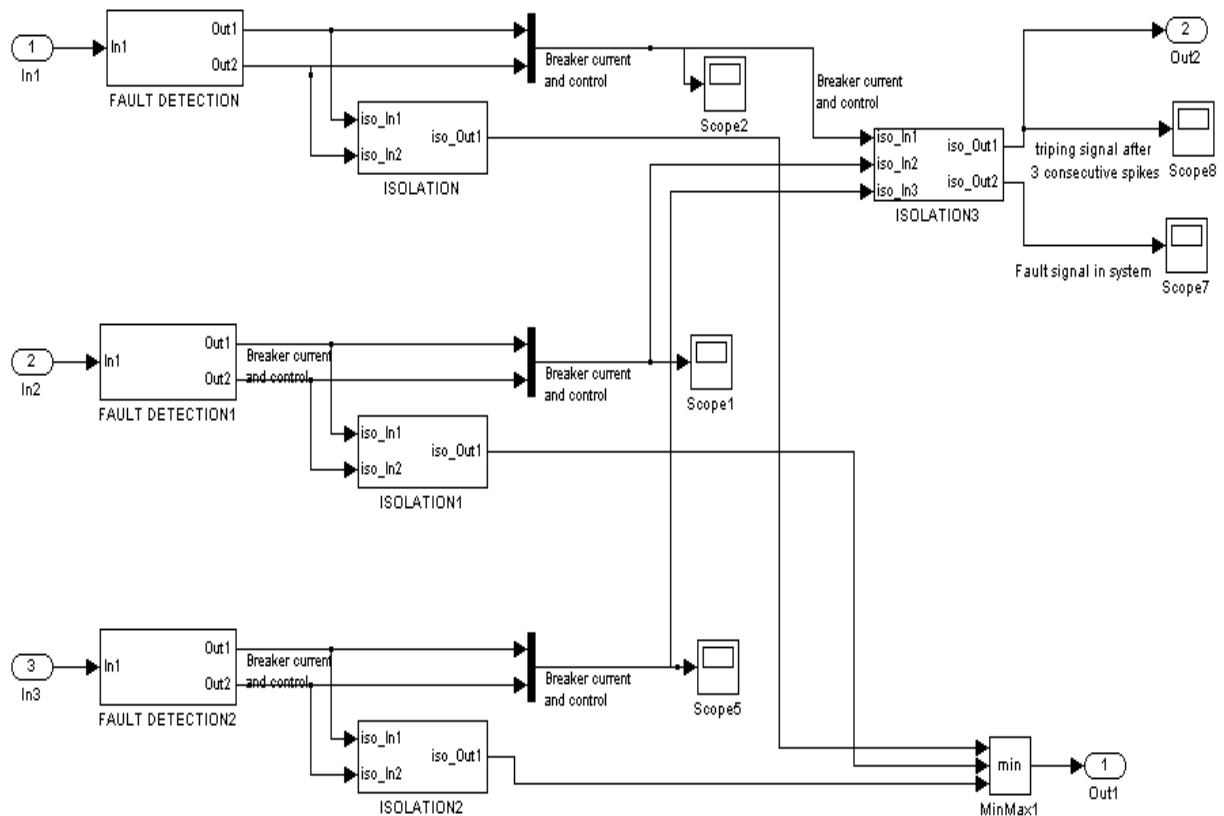 1
In1
In1
Out1
Out2
FAULT DETECTION
iso_In1
iso_In2
iso_Out1
ISOLATION
Breaker current
and control
Scope2
Breaker current
and control
iso_In1
iso_In2
iso_In3
iso_Out1
iso_Out2
ISOLATION3
2
Out2
triping signal after
3 consecutive spikes
Scope8
Fault signal in system
Scope7
2
In2
In1
Out1
Out2
FAULT DETECTION1
Breaker current
and control
iso_In1
iso_In2
iso_Out1
ISOLATION1
Breaker current
and control
Scope1
3
In3
In1
Out1
Out2
FAULT DETECTION2
Breaker current
and control
iso_In1
iso_In2
iso_Out1
ISOLATION2
Breaker current
and control
Scope5
min
MinMax1
1
Out1